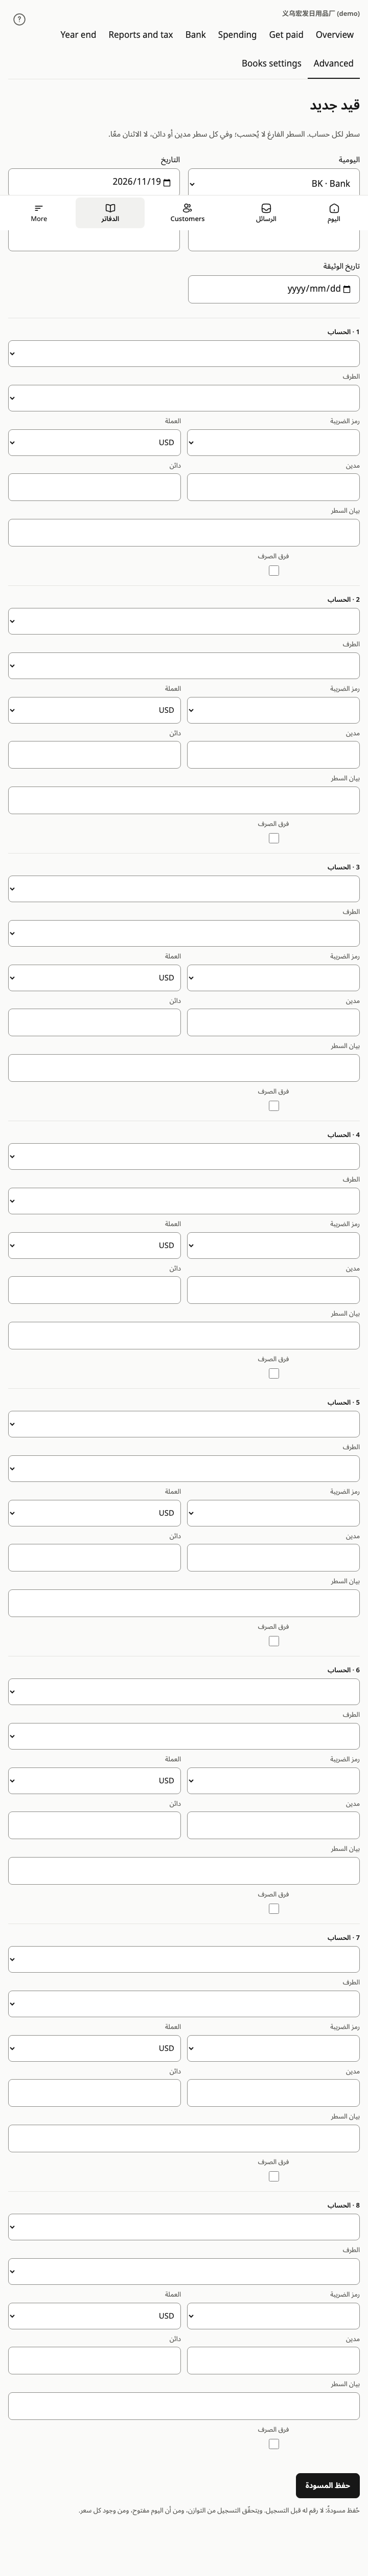 义乌宏发日用品厂 (demo)
Overview
Get paid
Spending
Bank
Reports and tax
Year end
Advanced
Books settings
قيد جديد
سطر لكل حساب. السطر الفارغ لا يُحسب؛ وفي كل سطر مدين أو دائن، لا الاثنان معًا.
اليومية
التاريخ
BK · Bank
2026/11/19
اليوم
الرسائل
Customers
الدفاتر
More
تاريخ الوثيقة
yyyy/mm/dd
1 · الحساب
الطرف
رمز الضريبة
العملة
USD
مدين
دائن
بيان السطر
فرق الصرف
2 · الحساب
الطرف
رمز الضريبة
العملة
USD
مدين
دائن
بيان السطر
فرق الصرف
3 · الحساب
الطرف
رمز الضريبة
العملة
USD
مدين
دائن
بيان السطر
فرق الصرف
4 · الحساب
الطرف
رمز الضريبة
العملة
USD
مدين
دائن
بيان السطر
فرق الصرف
5 · الحساب
الطرف
رمز الضريبة
العملة
USD
مدين
دائن
بيان السطر
فرق الصرف
6 · الحساب
الطرف
رمز الضريبة
العملة
USD
مدين
دائن
بيان السطر
فرق الصرف
7 · الحساب
الطرف
رمز الضريبة
العملة
USD
مدين
دائن
بيان السطر
فرق الصرف
8 · الحساب
الطرف
رمز الضريبة
العملة
USD
مدين
دائن
بيان السطر
فرق الصرف
حفظ المسودة
حُفظ مسودةً: لا رقم له قبل التسجيل. ويتحقّق التسجيل من التوازن، ومن أن اليوم مفتوح، ومن وجود كل سعر.